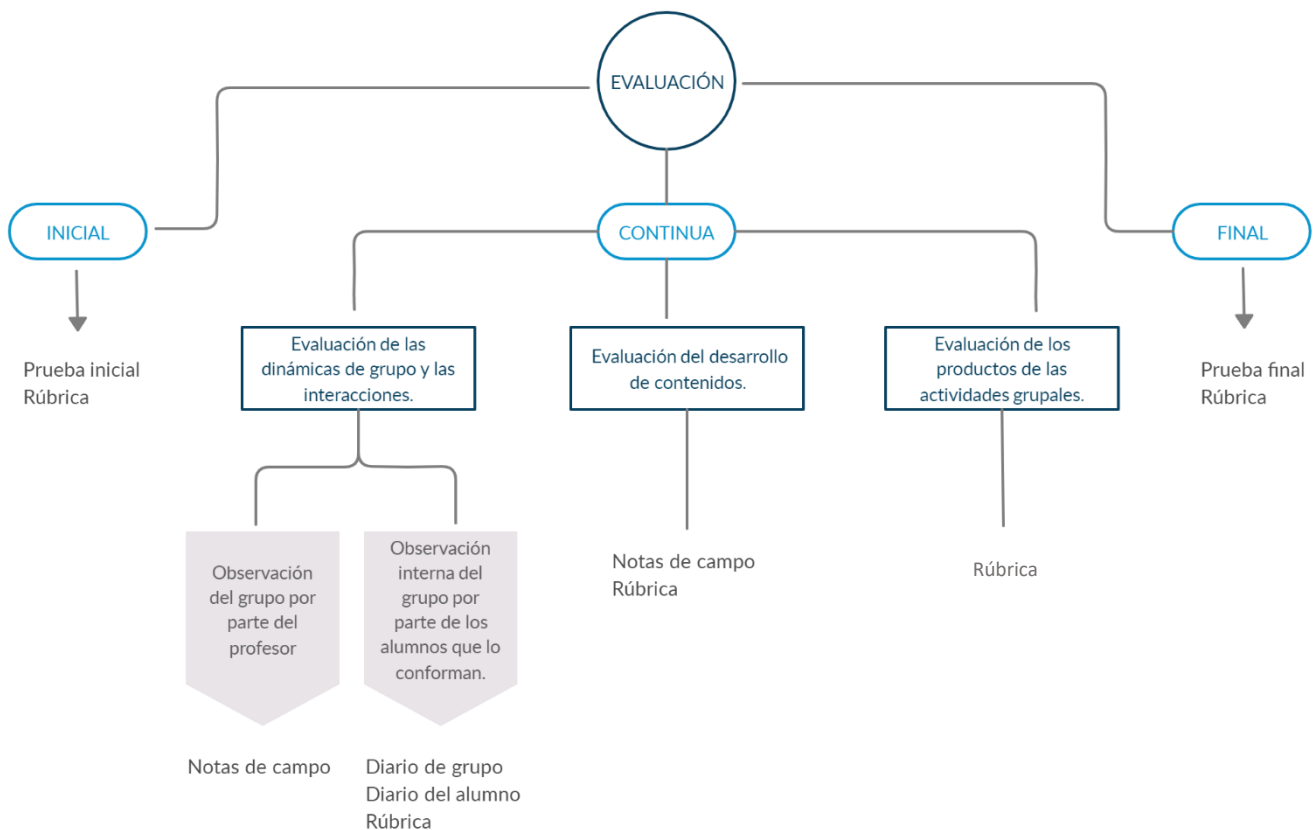 EVALUACIÓN
INICIAL
CONTINUA
FINAL
Prueba inicial
Rúbrica
Evaluación de las
dinámicas de grupo y las
interacciones.
Evaluación del desarrollo
de contenidos.
Evaluación de los
productos de las
actividades grupales.
Prueba final
Rúbrica
Observación
del grupo por
parte del
profesor
Observación
interna del
grupo por
parte de los
alumnos que lo
conforman.
Notas de campo
Rúbrica
Rúbrica
Notas de campo
Diario de grupo
Diario del alumno
Rúbrica